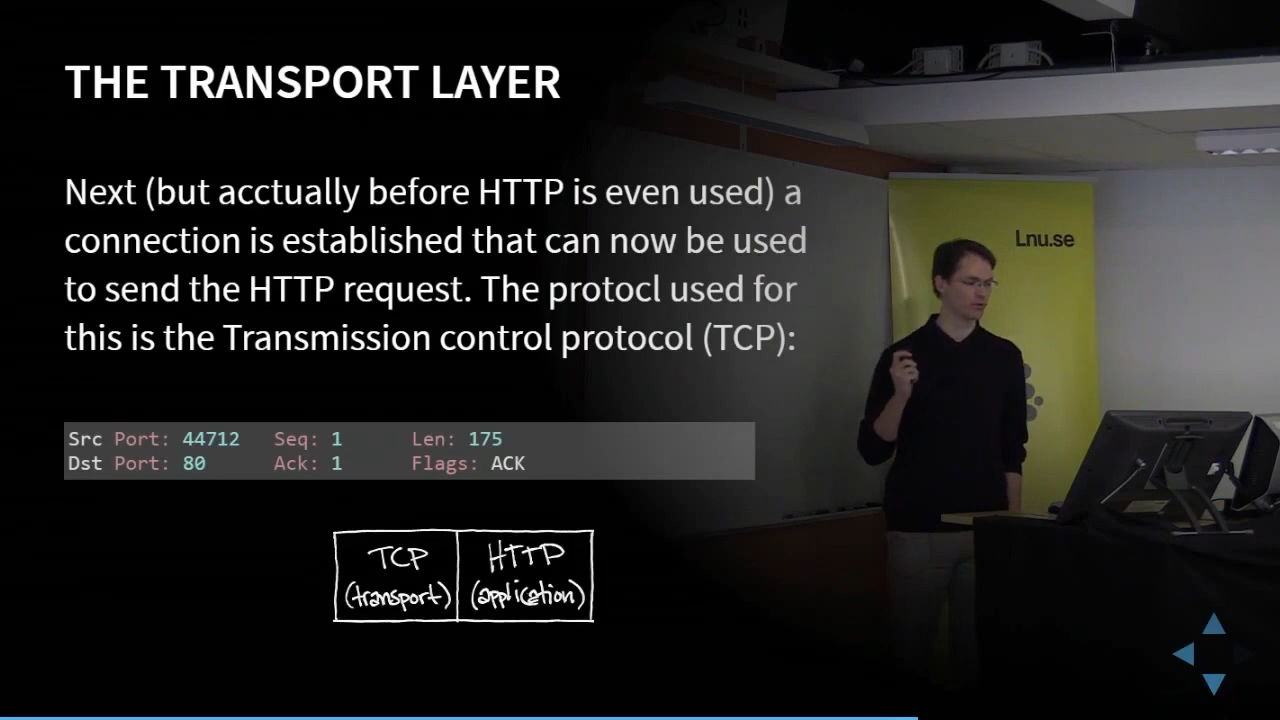 THE TRANSPORT LAYER
Next (but acctually before HTTP is even used) a
connection is established that can now be used
to send the HTTP request. The protocl used for
this is the Transmission control protocol (TCP):
Lnu.se
Src Port: 44712 Seq: 1 Len: 175
Dst Port: 80 Ack: 1 Flags: ACK
TCP HTTP
(transport) (application)